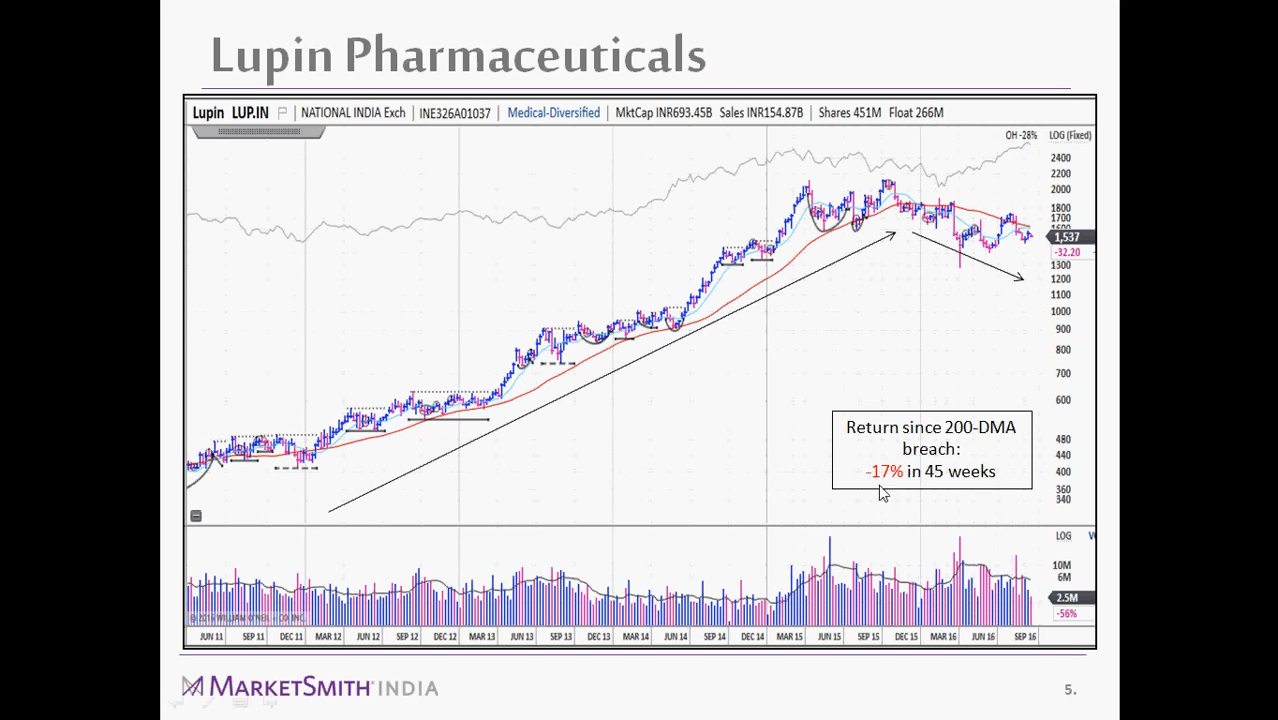 Lupin Pharmaceuticals
Lupin LUP.IN NATIONAL INDIA Exch INE326A01037 Medical-Diversified MktCap INR693.45B Sales INR154.87B Shares 451M Float 266M
OH -28% LOG (Fixed)
2400
2200
2000
1800
1700
1,537
-32.20
1300
1200
1100
1000
900
800
700
600
480
440
400
360
340
Return since 200-DMA
breach:
-17% in 45 weeks
LOG
10M
6M
2.5M
-56%
© 2016 WILLIAM O'NEIL + CO INC.
JUN 11 SEP 11 DEC 11 MAR 12 JUN 12 SEP 12 DEC 12 MAR 13 JUN 13 SEP 13 DEC 13 MAR 14 JUN 14 SEP 14 DEC 14 MAR 15 JUN 15 SEP 15 DEC 15 MAR 16 JUN 16 SEP 16
MARKETSMITH INDIA
5.